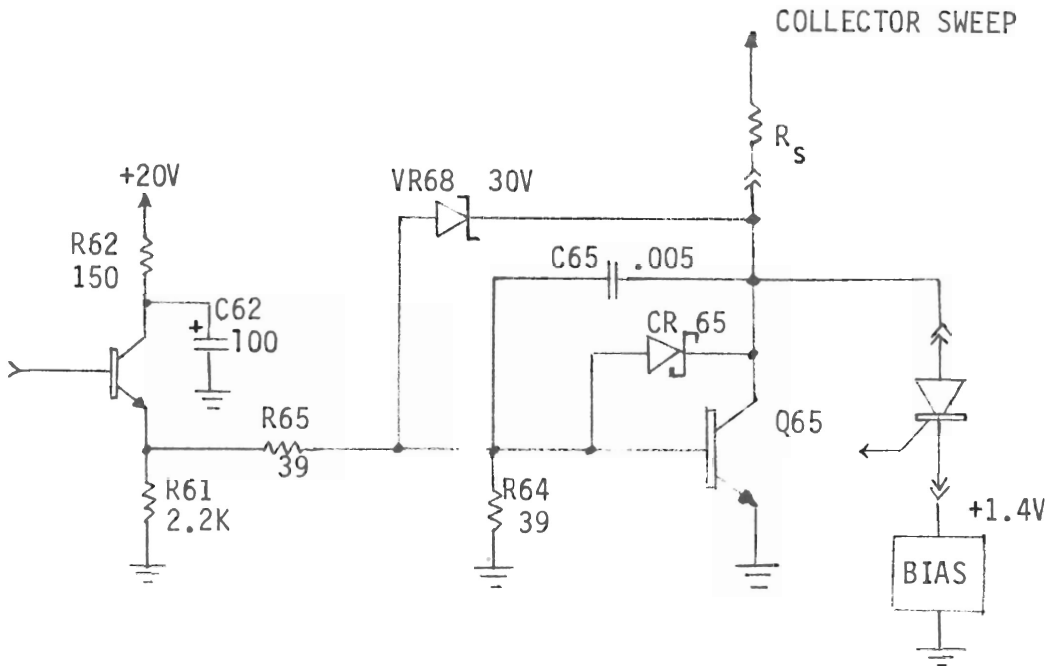 COLLECTOR SWEEP
R
S
+20V
VR68 30V
R62
150
C65 .005
C62
+
100
CR 65
R65
39
Q65
R61
2.2K
R64
39
+1.4V
BIAS